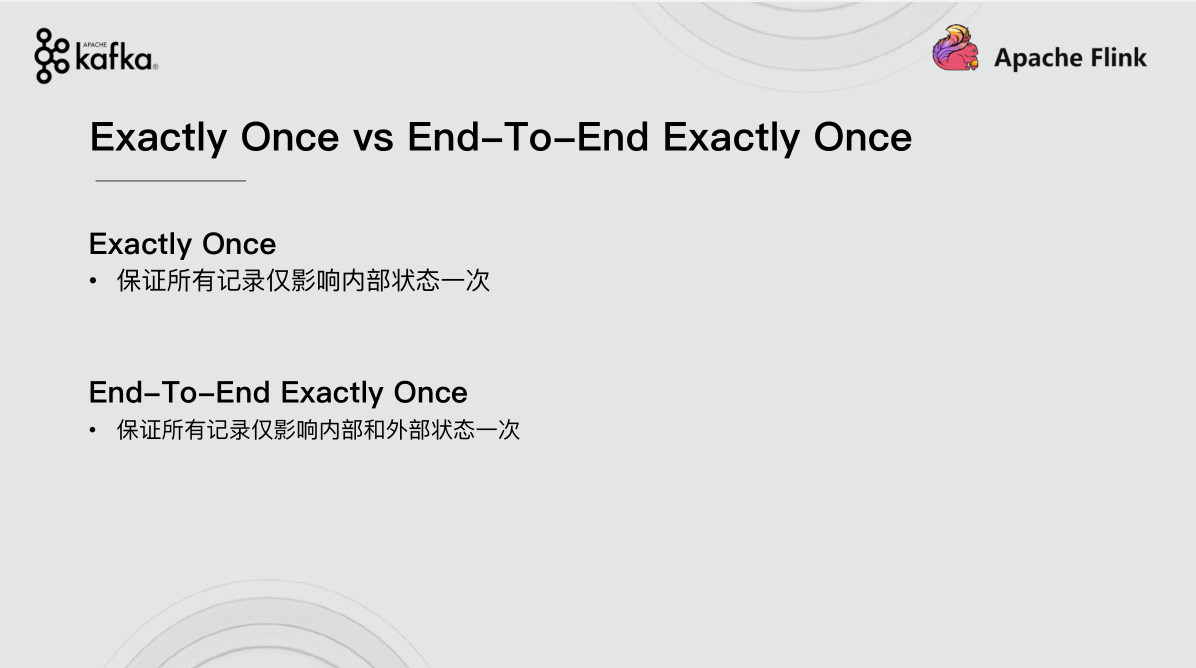 APACHE
kafka®
Apache Flink
Exactly Once vs End–To–End Exactly Once
Exactly Once
• 保证所有记录仅影响内部状态一次
End–To–End Exactly Once
• 保证所有记录仅影响内部和外部状态一次